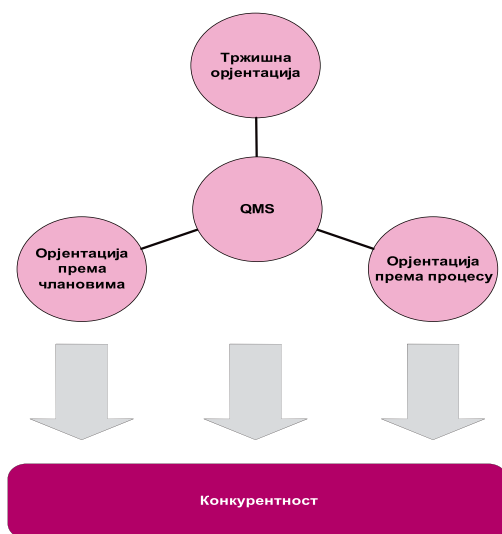 Тржишна
орјентација
QMS
Орјентација
према
члановима
Орјентација
према процесу
Конкурентност